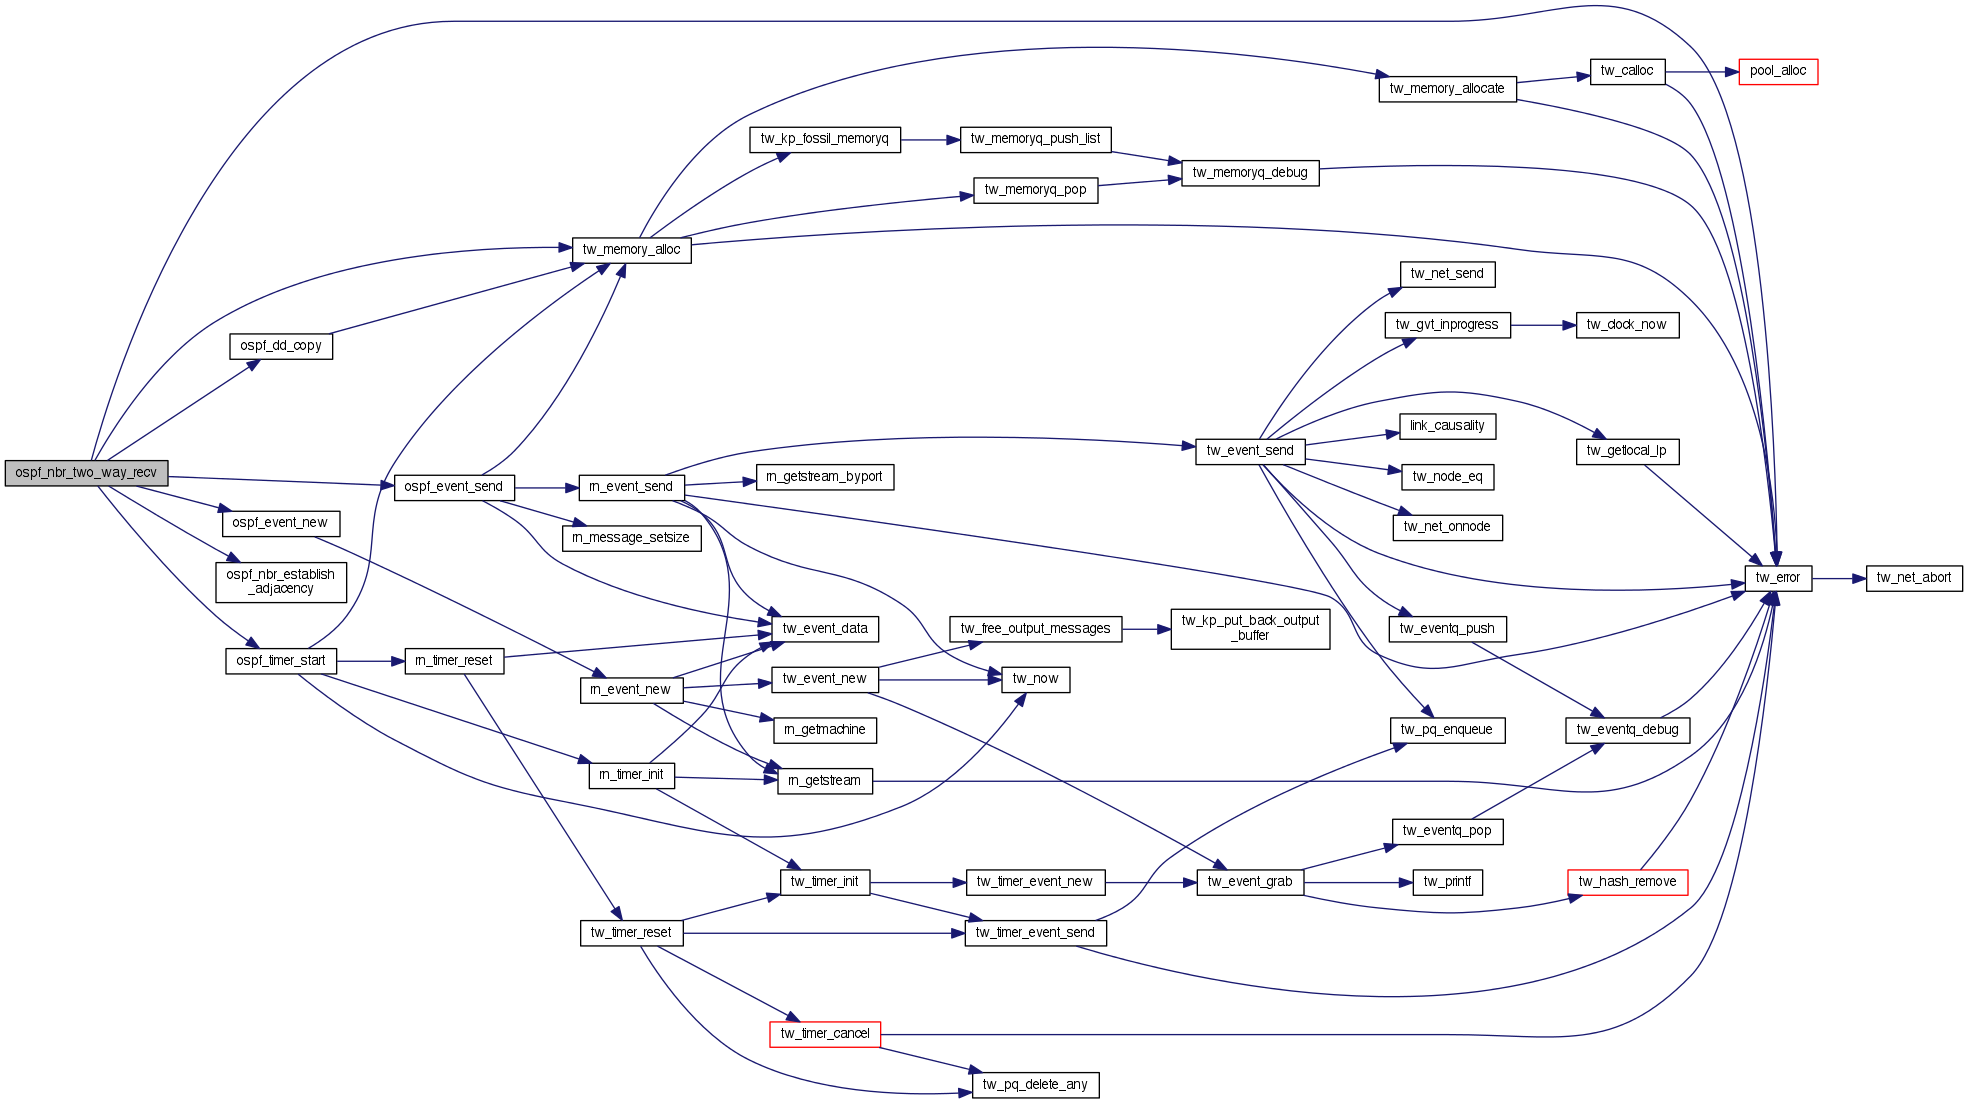 ospf_nbr_two_way_recv
ospf_dd_copy
ospf_event_new
ospf_nbr_establish
_adjacency
ospf_timer_start
ospf_event_send
rn_timer_reset
tw_memory_alloc
rn_event_send
rn_message_setsize
rn_event_new
rn_timer_init
tw_timer_reset
tw_kp_fossil_memoryq
rn_getstream_byport
tw_event_data
tw_event_new
rn_getmachine
rn_getstream
tw_timer_init
tw_timer_cancel
tw_memoryq_push_list
tw_memoryq_pop
tw_free_output_messages
tw_now
tw_timer_event_new
tw_timer_event_send
tw_pq_delete_any
tw_memoryq_debug
tw_event_send
tw_kp_put_back_output
_buffer
tw_event_grab
tw_memory_allocate
tw_net_send
tw_gvt_inprogress
link_causality
tw_node_eq
tw_net_onnode
tw_eventq_push
tw_pq_enqueue
tw_eventq_pop
tw_printf
tw_calloc
tw_clock_now
tw_getlocal_lp
tw_eventq_debug
tw_hash_remove
pool_alloc
tw_error
tw_net_abort